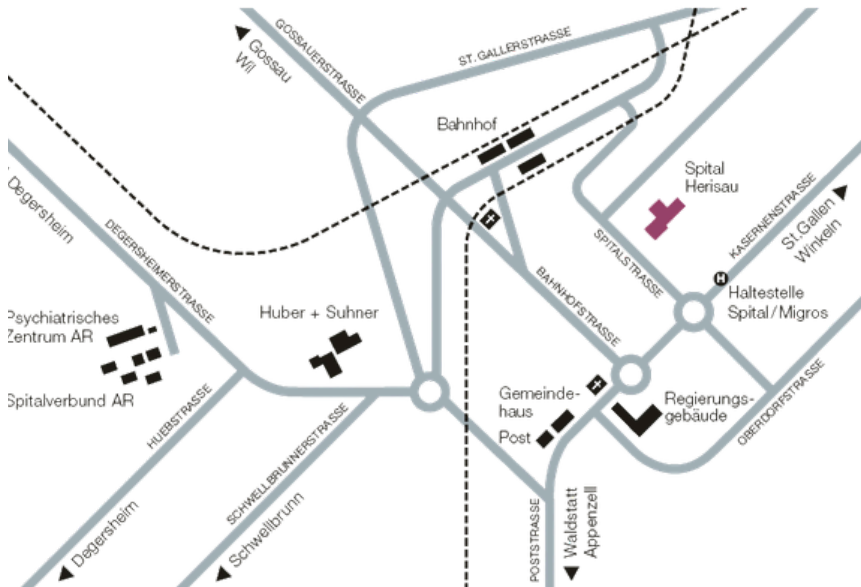 GOSSAUERSTRASSE
Gossau
Wil
ST. GALLERSTRASSE
Bahnhof
Spital
Herisau
KASERNENSTRASSE
St.Gallen
Winkeln
Degersheim
DEGERSHEIMERSTRASSE
SPITALSTRASSE
H
Haltestelle
Spital/Migros
BAHNHOFSTRASSE
Psychiatrisches
Zentrum AR
Huber + Suhner
Spitalverbund AR
HUEBSTRASSE
Gemeinde-
haus
Post
Regierungs-
gebäude
OBERDORFSTRASSE
SCHWELLBRUNNERSTRASSE
Degersheim
Schwellbrunn
POSTSTRASSE
Waldstatt
Appenzell